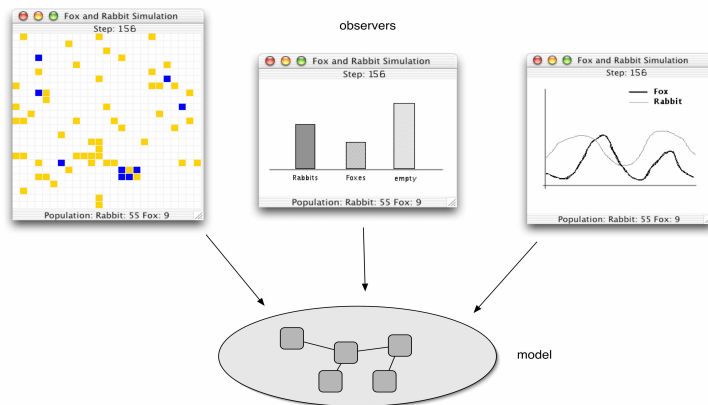 observers
Fox and Rabbit Simulation
Step: 156
Population: Rabbit: 55 Fox: 9
Fox and Rabbit Simulation
Step: 156
Rabbits Foxes empty
Population: Rabbit: 55 Fox: 9
Fox and Rabbit Simulation
Step: 156
Fox
Rabbit
Population: Rabbit: 55 Fox: 9
model